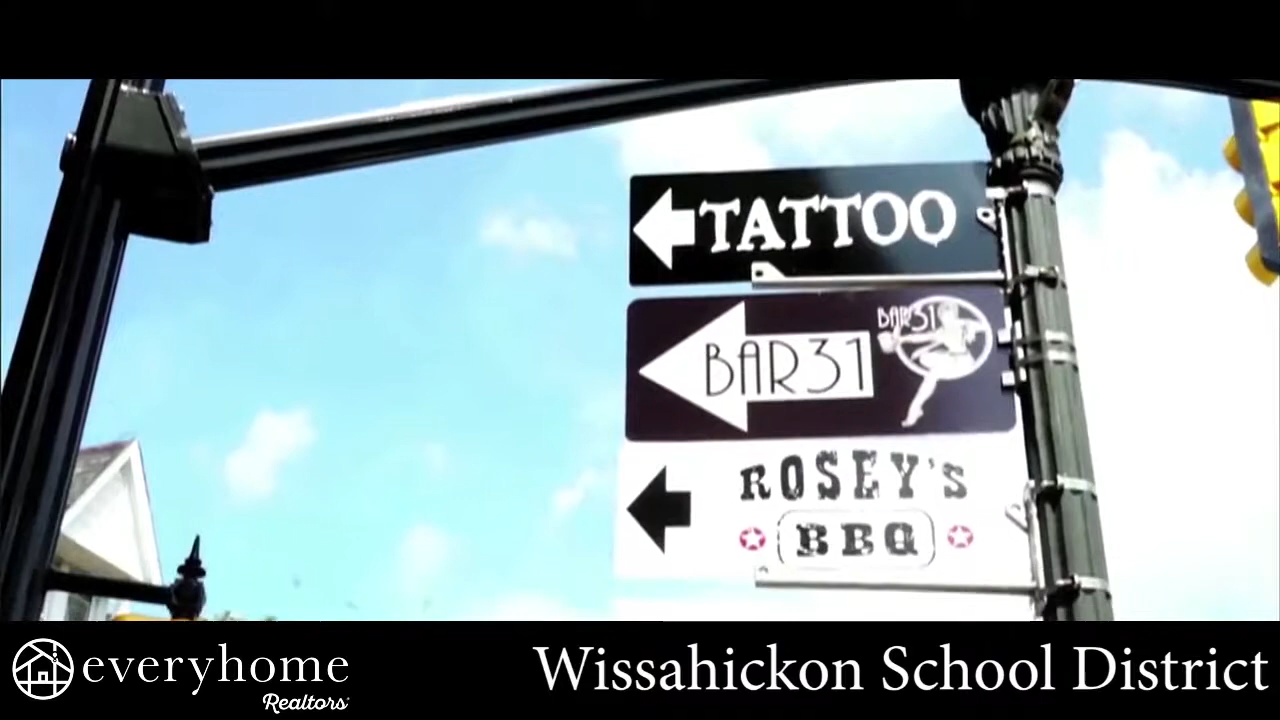 TATTOO
BAR31
BAR31
ROSEY'S
BBQ
everyhome
Realtors
Wissahickon School District